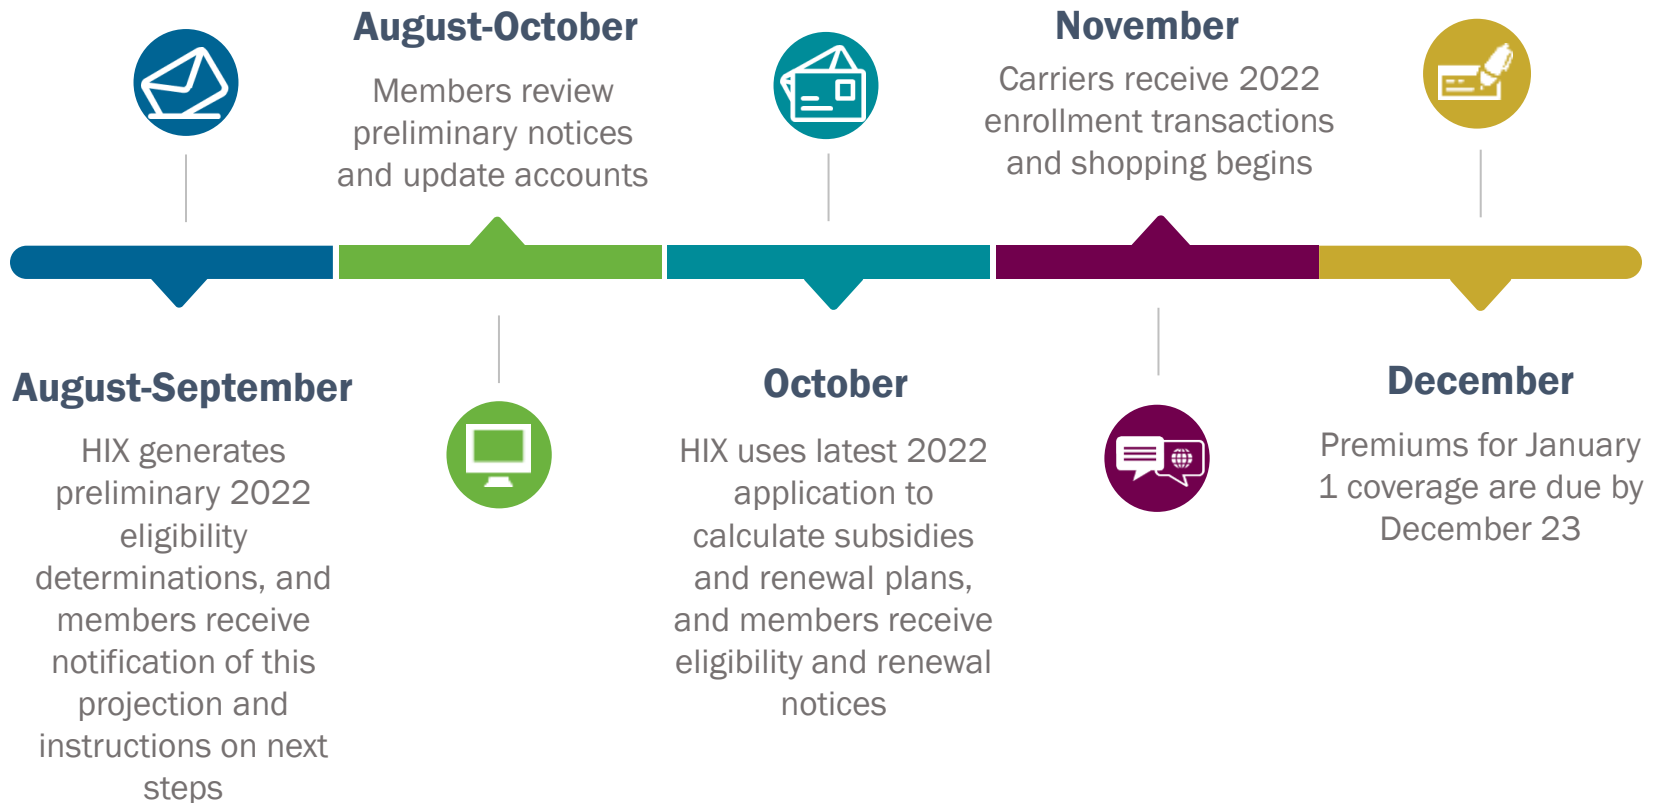 August-September
HIX generates
preliminary 2022
eligibility
determinations, and
members receive
notification of this
projection and
instructions on next
steps
August-October
Members review
preliminary notices
and update accounts
October
HIX uses latest 2022
application to
calculate subsidies
and renewal plans,
and members receive
eligibility and renewal
notices
November
Carriers receive 2022
enrollment transactions
and shopping begins
December
Premiums for January
1 coverage are due by
December 23